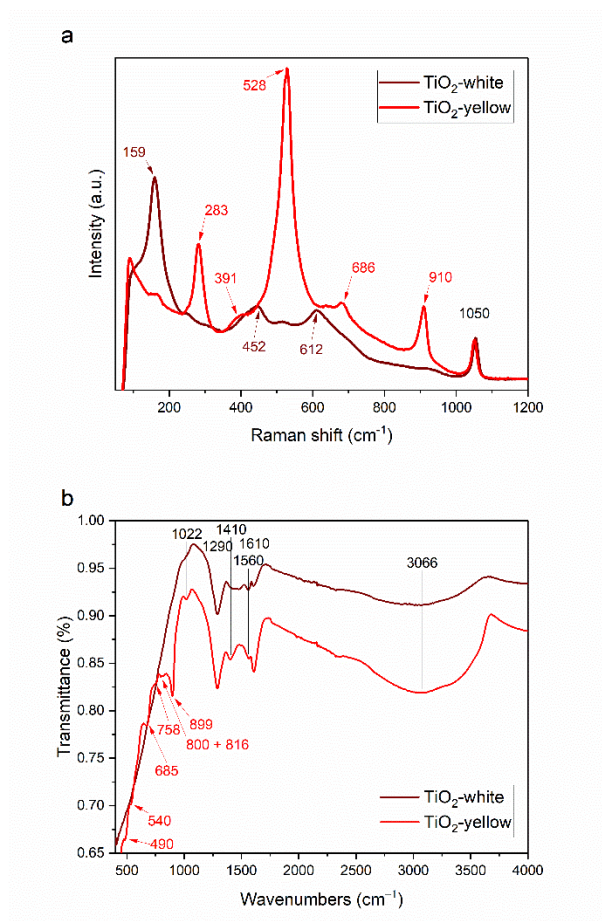 a
528
TiO₂-white
TiO₂-yellow
159
283
391
686
910
1050
452
612
Intensity (a.u.)
200 400 600 800 1000 1200
Raman shift (cm⁻¹)
b
1.00
0.95
0.90
0.85
0.80
0.75
0.70
0.65
Transmittance (%)
1022
1410
1290
1610
1560
3066
899
758
800 + 816
685
540
490
TiO₂-white
TiO₂-yellow
500 1000 1500 2000 2500 3000 3500 4000
Wavenumbers (cm⁻¹)